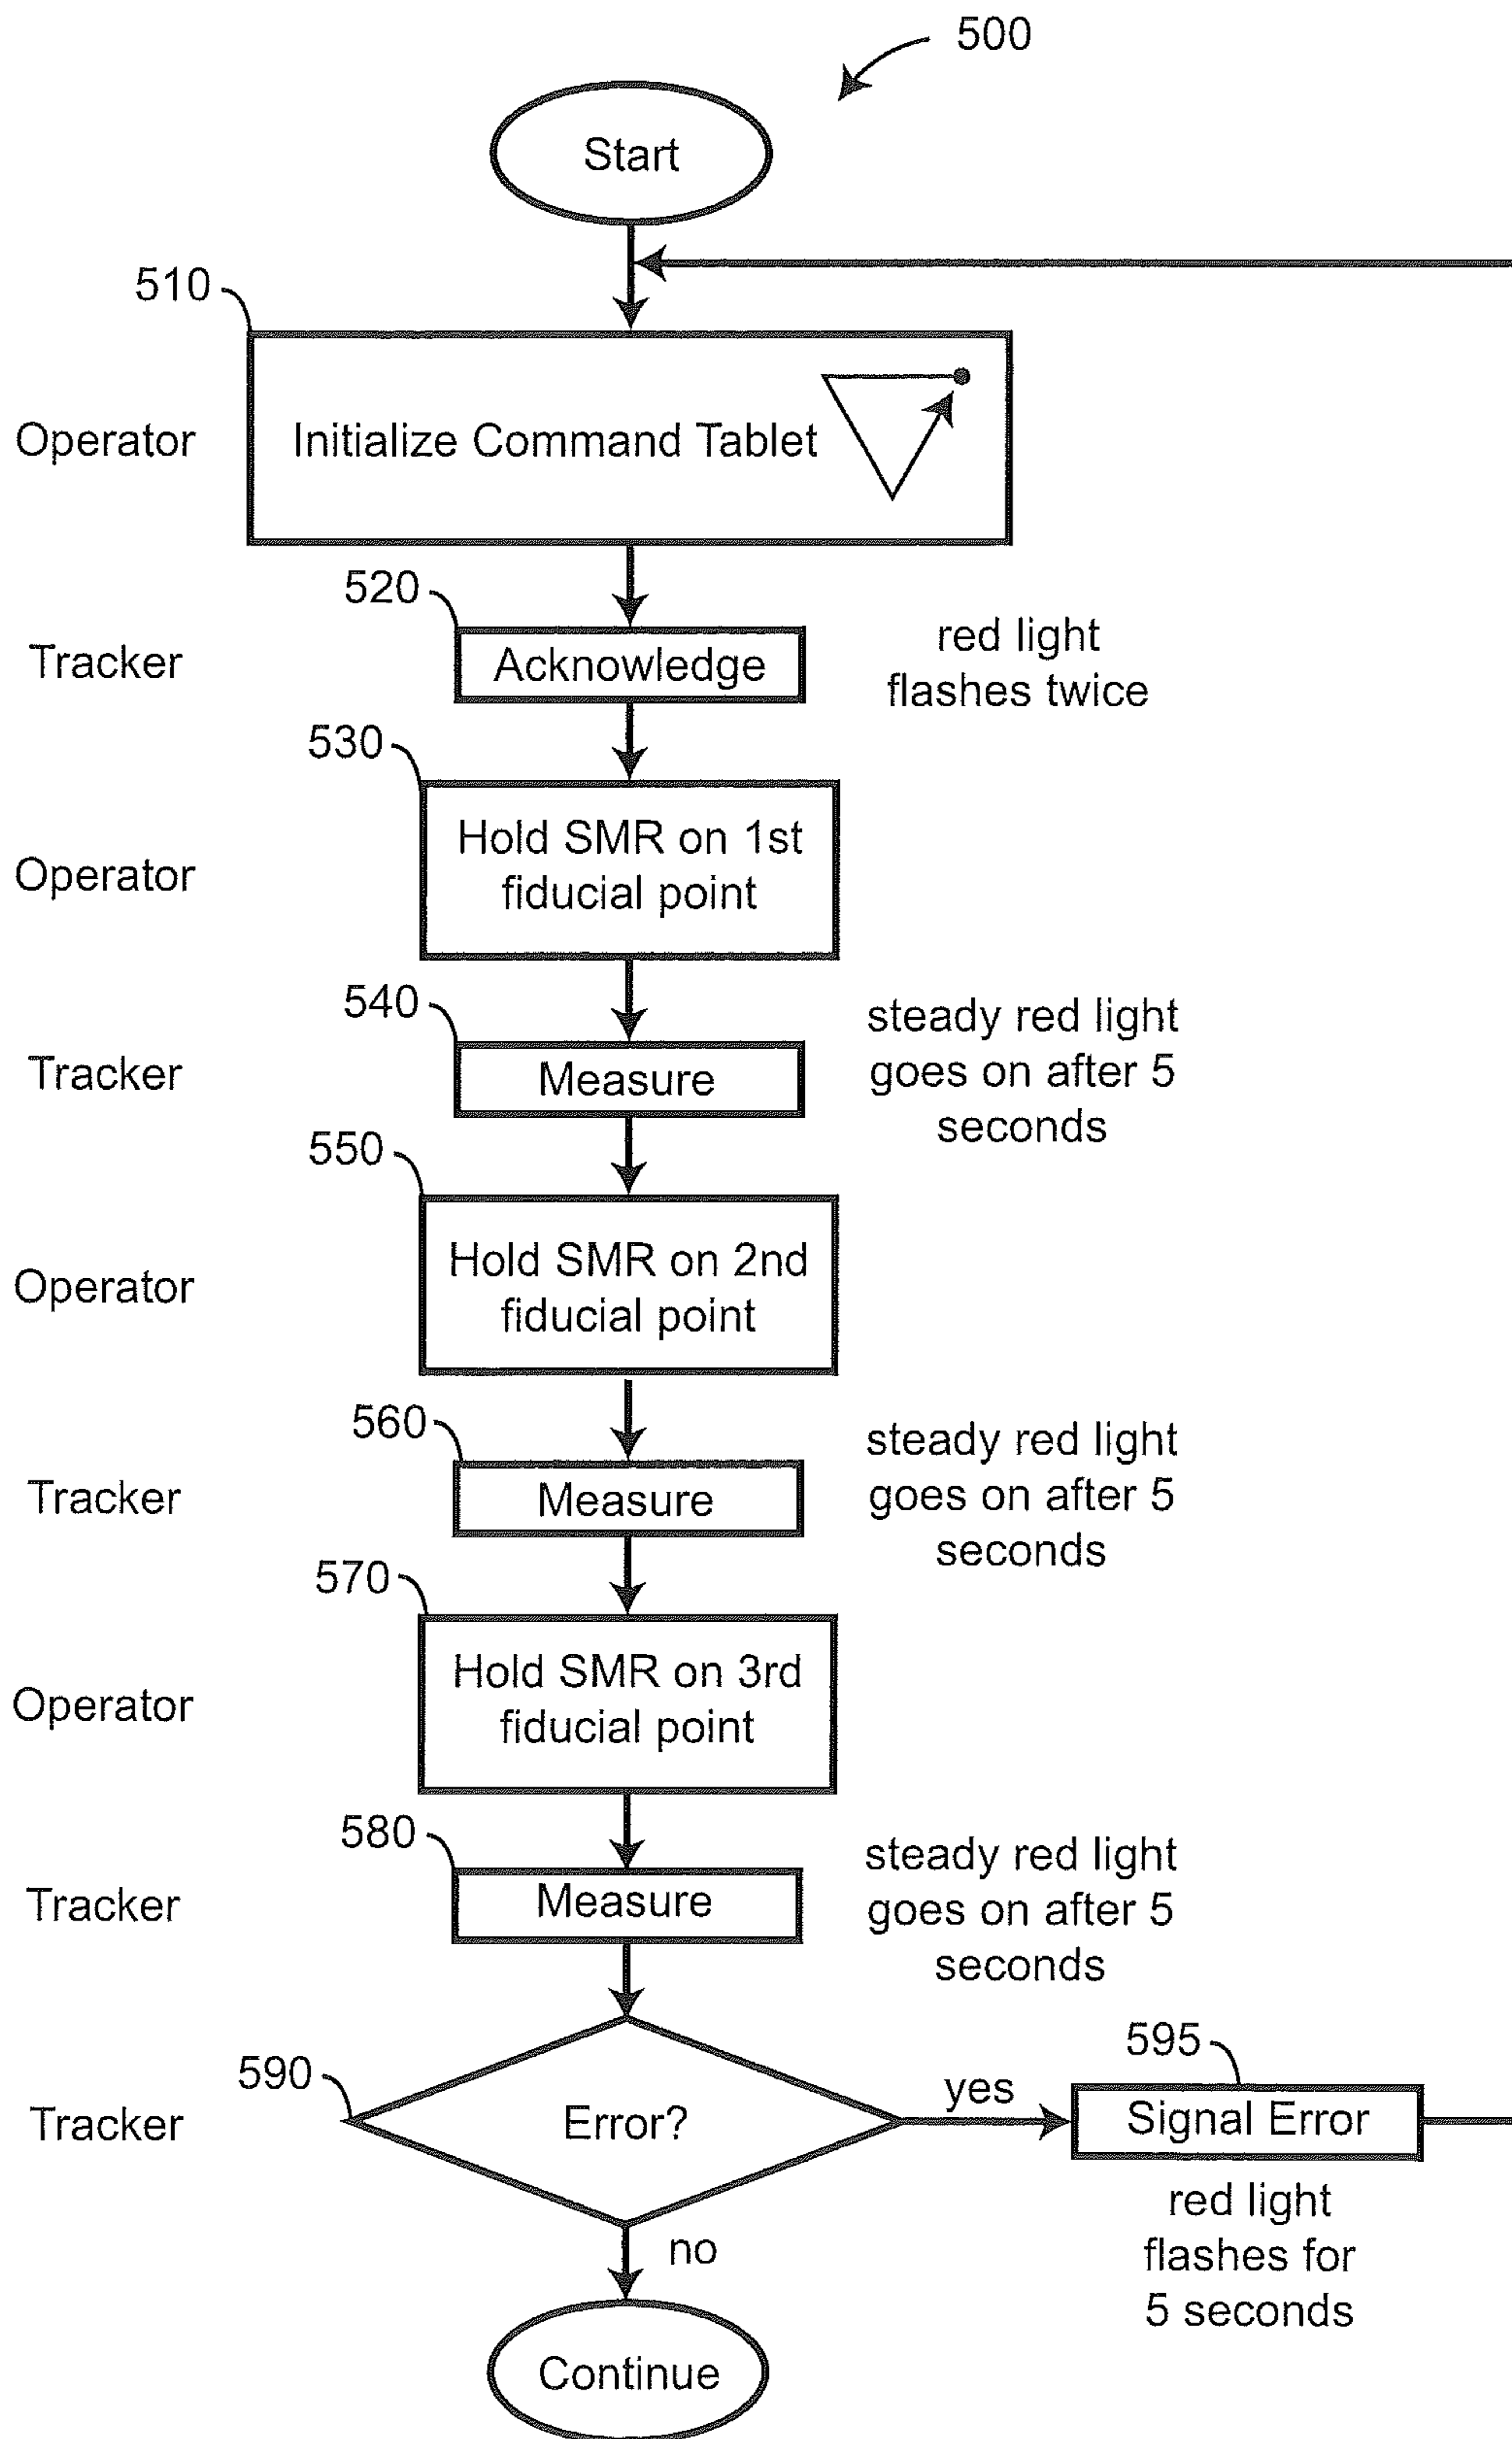 500
Start
510
Operator
Initialize Command Tablet
520
Tracker
Acknowledge
red light
flashes twice
530
Operator
Hold SMR on 1st
fiducial point
540
Tracker
Measure
steady red light
goes on after 5
seconds
550
Operator
Hold SMR on 2nd
fiducial point
560
Tracker
Measure
steady red light
goes on after 5
seconds
570
Operator
Hold SMR on 3rd
fiducial point
580
Tracker
Measure
steady red light
goes on after 5
seconds
590
Tracker
Error?
yes
595
Signal Error
red light
flashes for
5 seconds
no
Continue